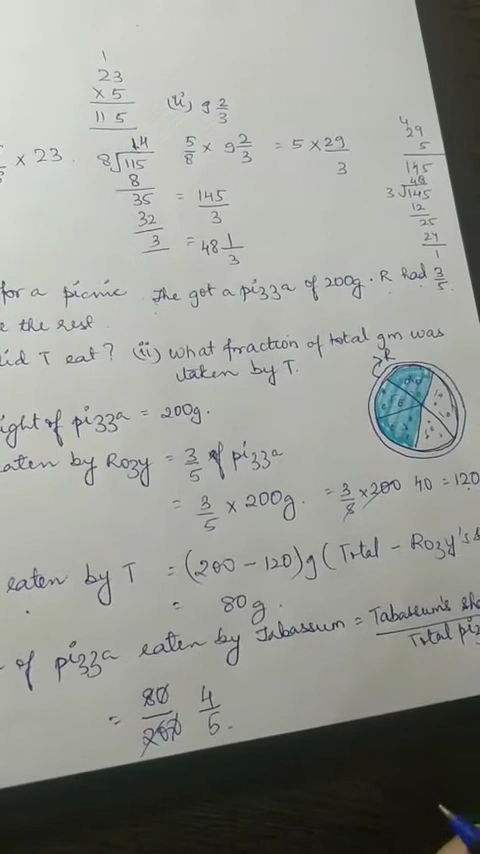 1
23
× 5
115
(ii) 9 2/3
× 23
14
8√115
8
35
32
3
5/8 × 9 2/3 = 5 × 29/3
= 145/3
= 48 1/3
4
29
5
145
48
3√145
12
25
24
1
for a picnic. The got a pizza of 200g. R had 3/5.
the rest.
did T eat? (ii) what fraction of total gm was
taken by T.
R
of pizza = 200g.
eaten by Rozy = 3/5 of pizza
= 3/5 × 200g. = 3/5 × 200 40 = 120
eaten by T = (200 - 120)g (Total - Rozy's
= 80g.
of pizza eaten by Tabassum = Tabassum's / Total
= 80/200 4/5.